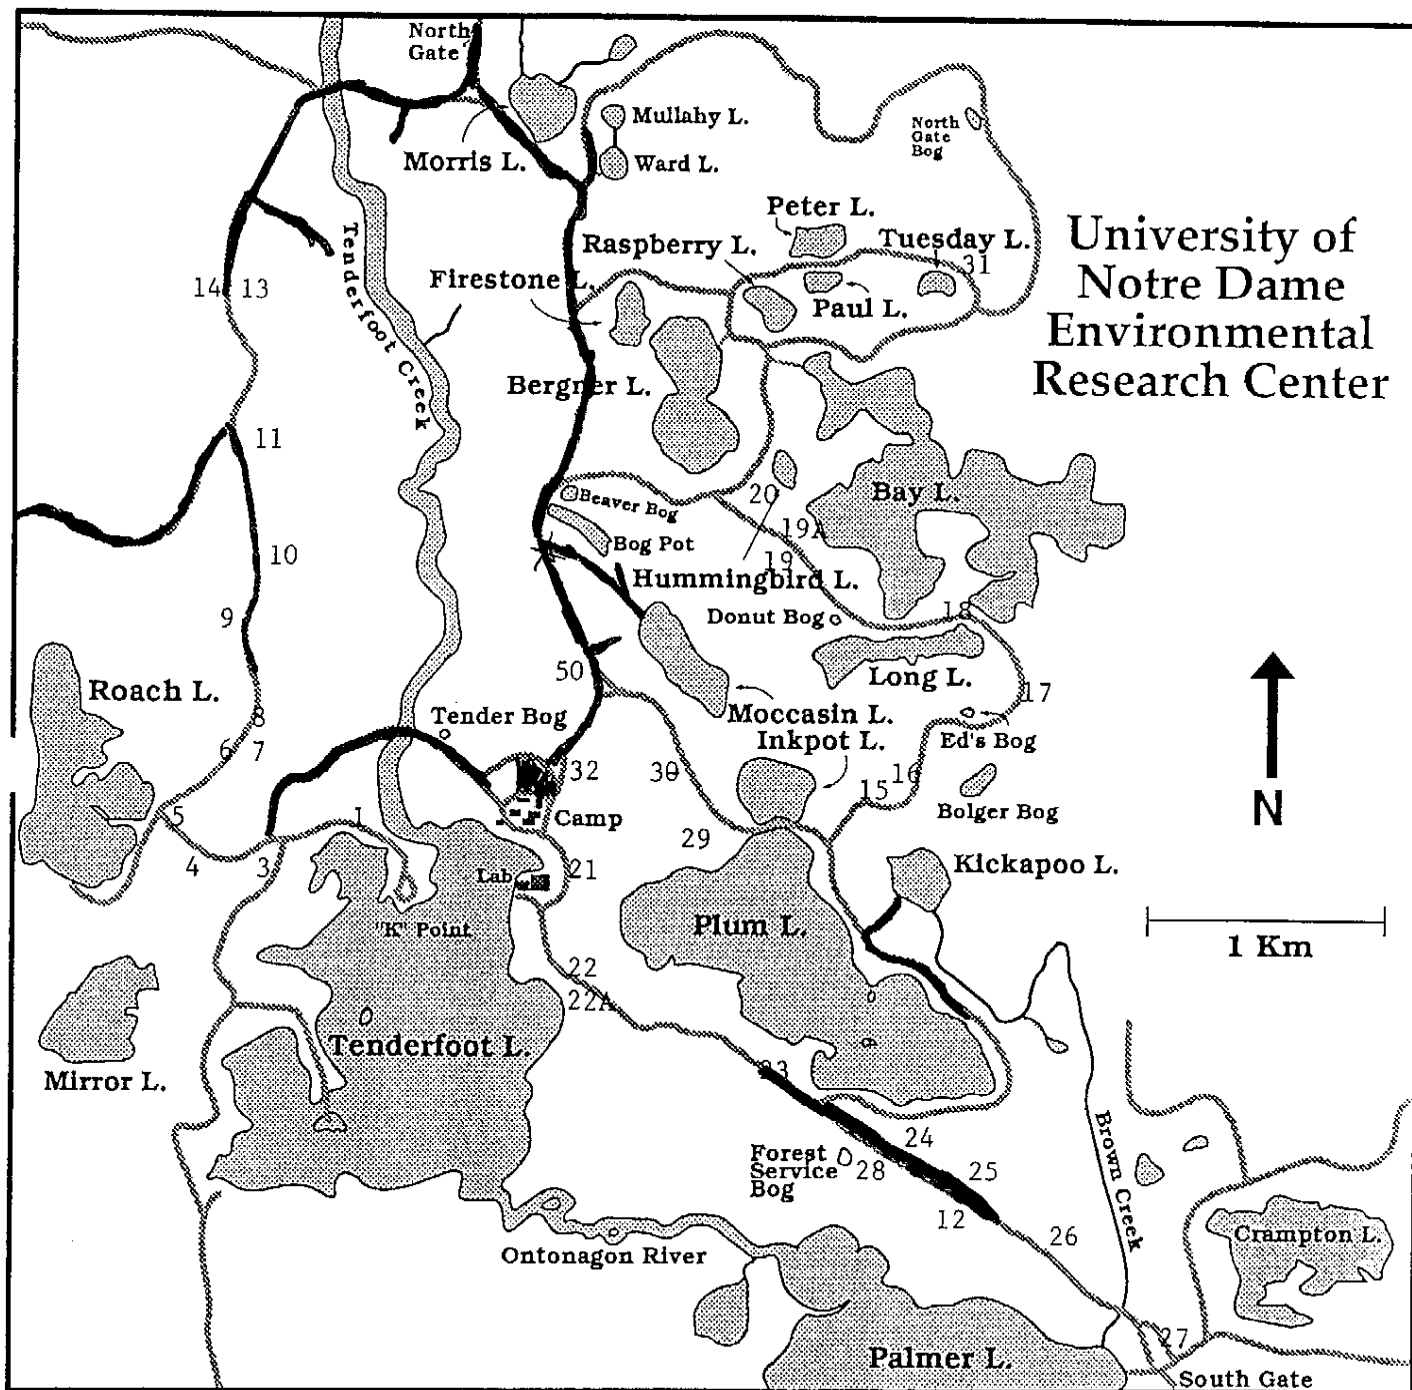 North
Gate
Mullahy L.
North
Gate
Bog
Morris L.
Ward L.
Peter L.
University of
Notre Dame
Environmental
Research Center
Raspberry L.
Tuesday L.
31
Firestone L.
14 13
Paul L.
Tenderfoot Creek
Bergner L.
11
Bay L.
20
Beaver Bog
19A
Bog Pot
10
19
Hummingbird L.
9
Donut Bog
18
50
Long L.
Roach L.
17
Moccasin L.
Tender Bog
8
Inkpot L.
Ed's Bog
6 7
32
30
16
15
N
Camp
Bolger Bog
5
1
29
4
3
Lab
21
Kickapoo L.
"K" Point
Plum L.
1 Km
22
22A
Tenderfoot L.
Mirror L.
24
Brown Creek
Forest
Service
Bog
28
25
12
26
Crampton L.
Ontonagon River
27
Palmer L.
South Gate